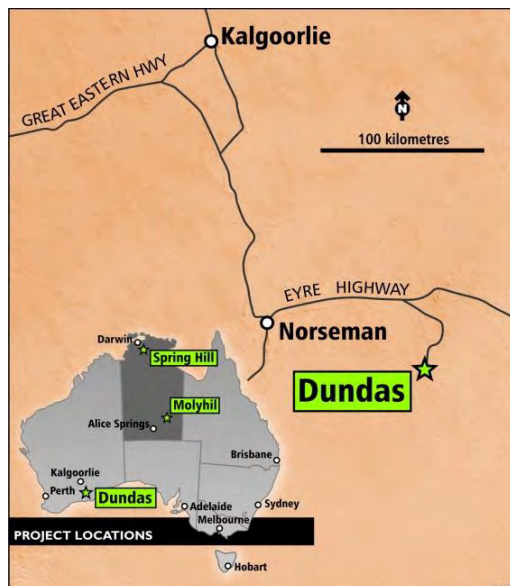 Kalgoorlie
GREAT EASTERN HWY
N
100 kilometres
EYRE HIGHWAY
Norseman
Dundas
Darwin
Spring Hill
Molyhil
Alice Springs
Brisbane
Kalgoorlie
Perth
Dundas
Adelaide
Sydney
Melbourne
PROJECT LOCATIONS
Hobart